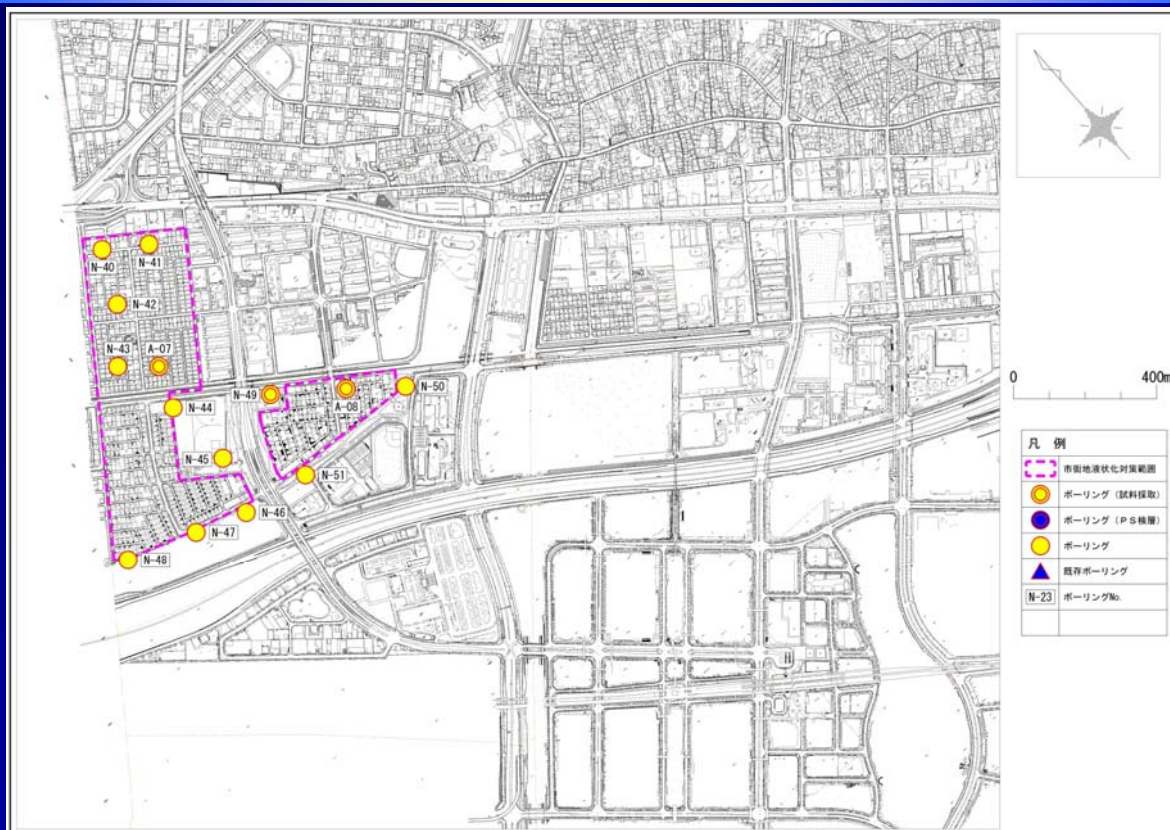 N-40
N-41
N-42
N-43
A-07
N-44
N-49
A-08
N-50
N-45
N-51
N-46
N-47
N-48
0 400m
凡 例
市街地液状化対策範囲
ボーリング（試料採取）
ボーリング（ＰＳ検層）
ボーリング
既存ボーリング
N-23 ボーリングNo.